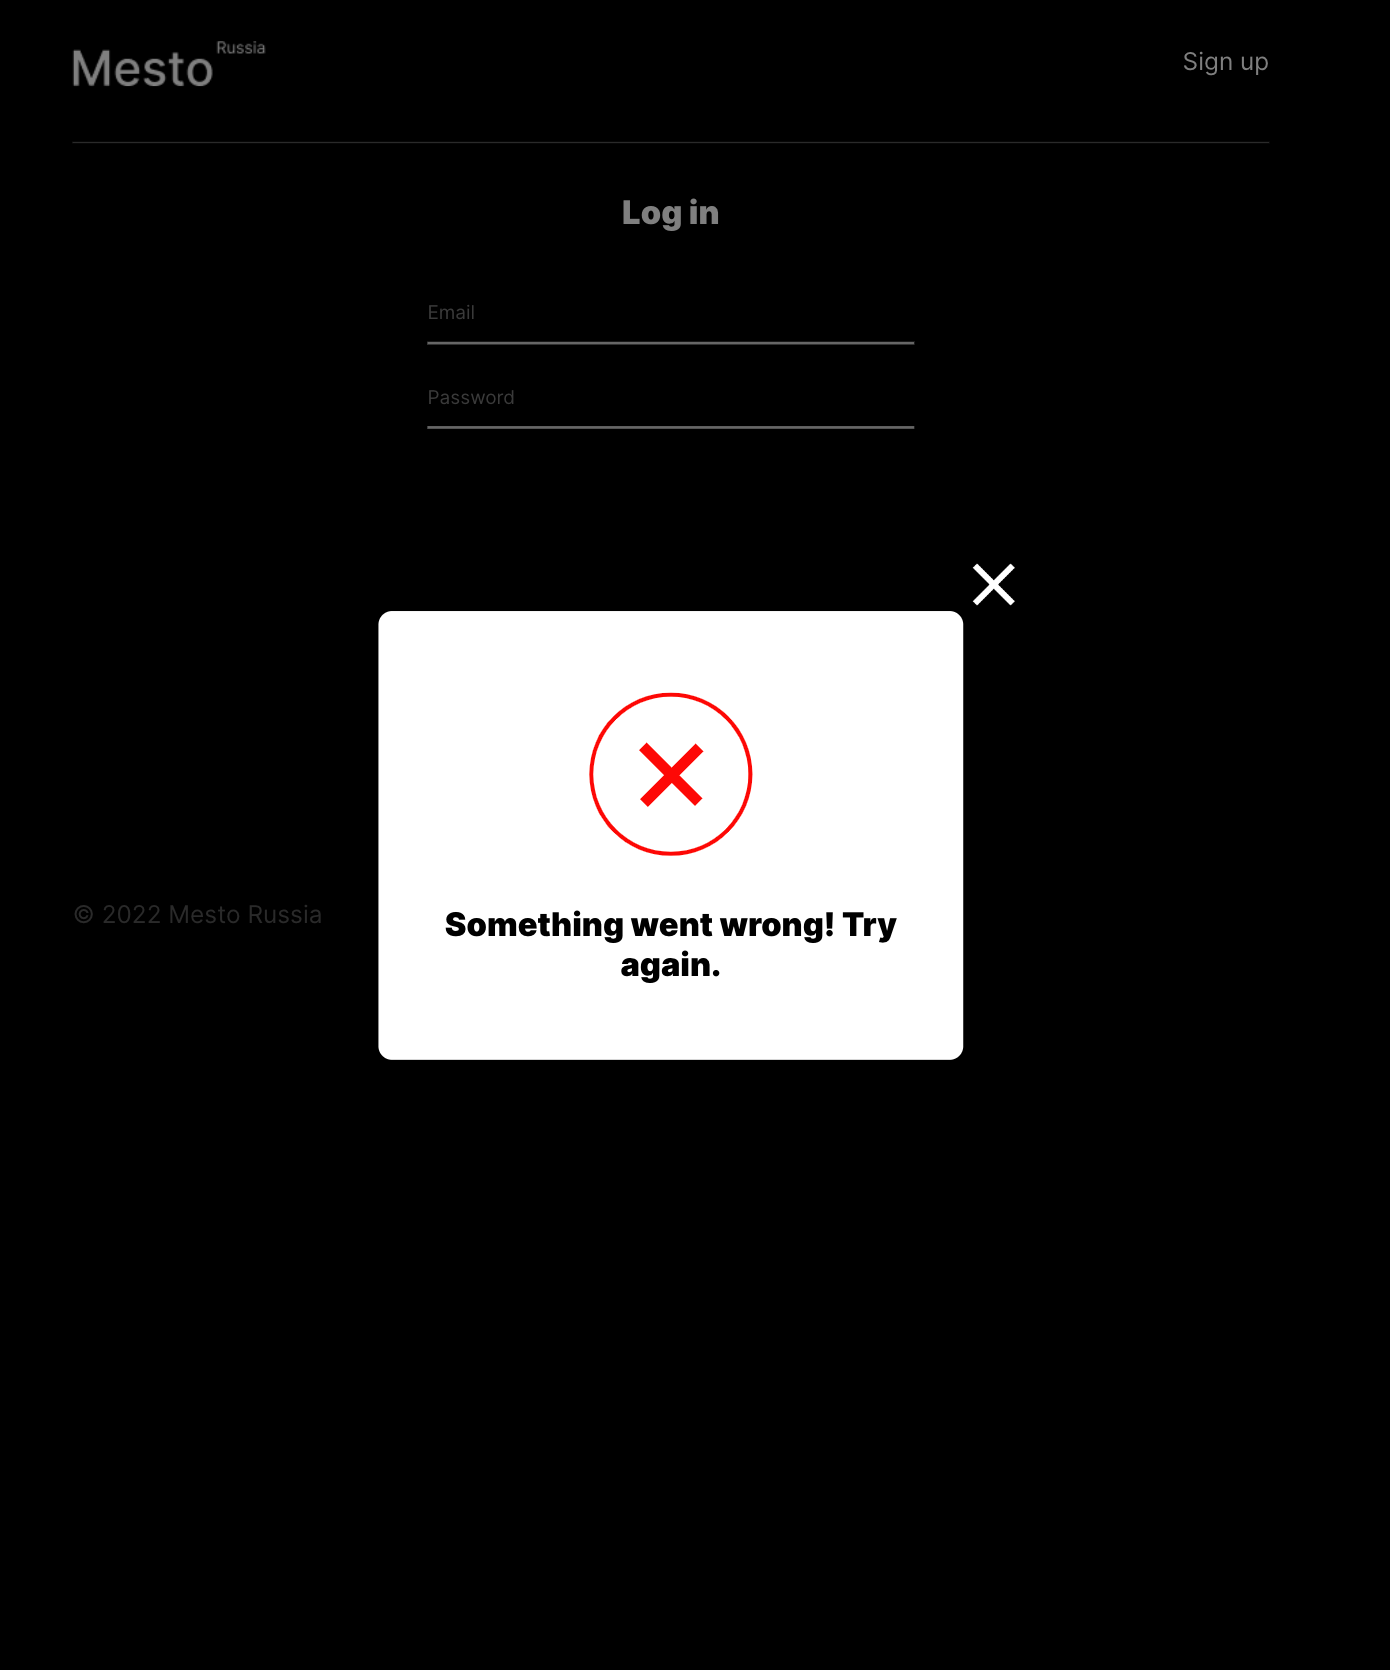 Mesto Russia
Sign up
Log in
Email
Password
Something went wrong! Try
again.
© 2022 Mesto Russia